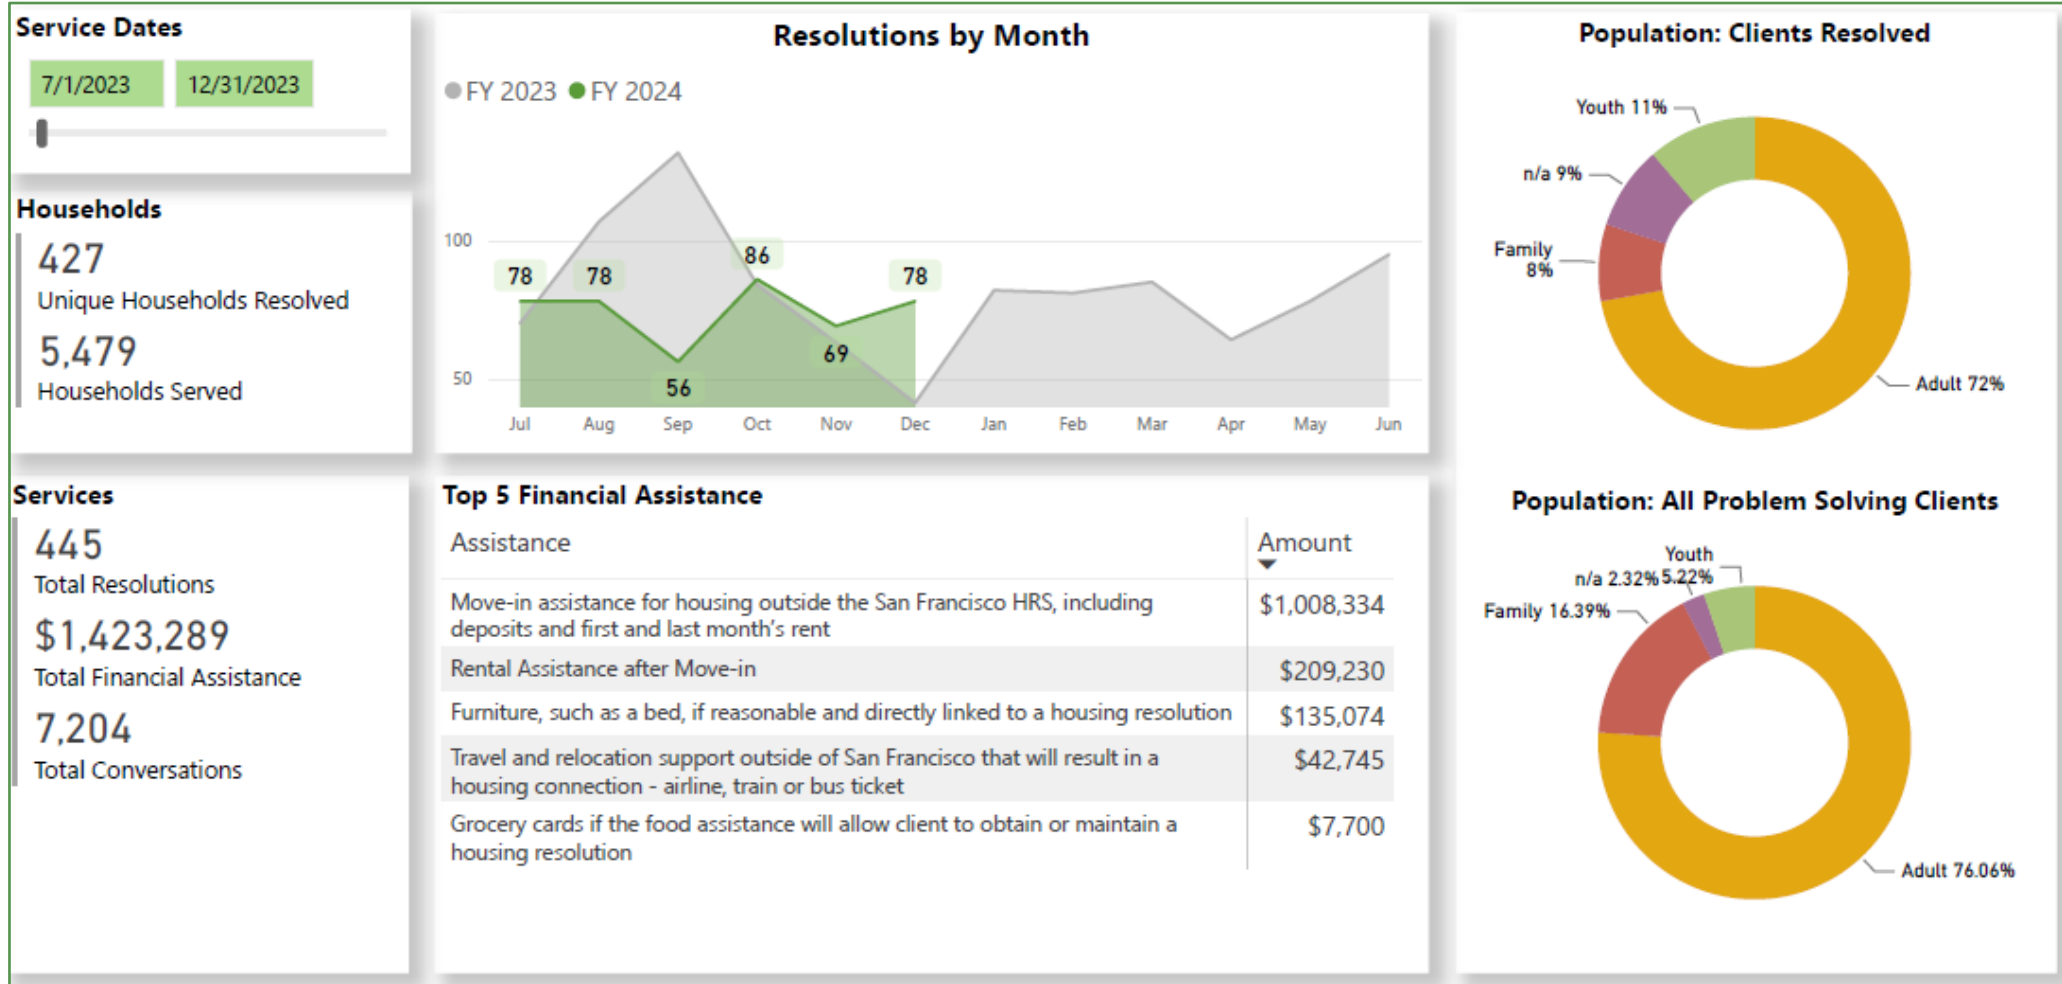 Service Dates
7/1/2023 12/31/2023
Households
427
Unique Households Resolved
5,479
Households Served
Services
445
Total Resolutions
$1,423,289
Total Financial Assistance
7,204
Total Conversations
Resolutions by Month
FY 2023 FY 2024
100
50
78 78 56 86 69 78
Jul Aug Sep Oct Nov Dec Jan Feb Mar Apr May Jun
Top 5 Financial Assistance
Assistance Amount
Move-in assistance for housing outside the San Francisco HRS, including $1,008,334
deposits and first and last month's rent
Rental Assistance after Move-in $209,230
Furniture, such as a bed, if reasonable and directly linked to a housing resolution $135,074
Travel and relocation support outside of San Francisco that will result in a $42,745
housing connection - airline, train or bus ticket
Grocery cards if the food assistance will allow client to obtain or maintain a $7,700
housing resolution
Population: Clients Resolved
Youth 11%
n/a 9%
Family
8%
Adult 72%
Population: All Problem Solving Clients
Youth
5.22%
n/a 2.32%
Family 16.39%
Adult 76.06%